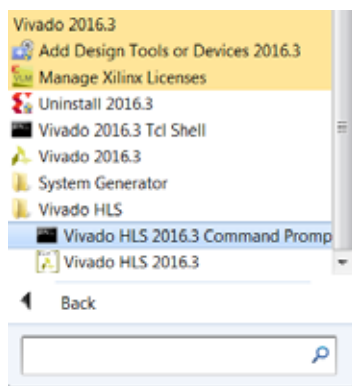 Vivado 2016.3
Add Design Tools or Devices 2016.3
Manage Xilinx Licenses
Uninstall 2016.3
Vivado 2016.3 Tcl Shell
Vivado 2016.3
System Generator
Vivado HLS
Vivado HLS 2016.3 Command Promp
Vivado HLS 2016.3
Back